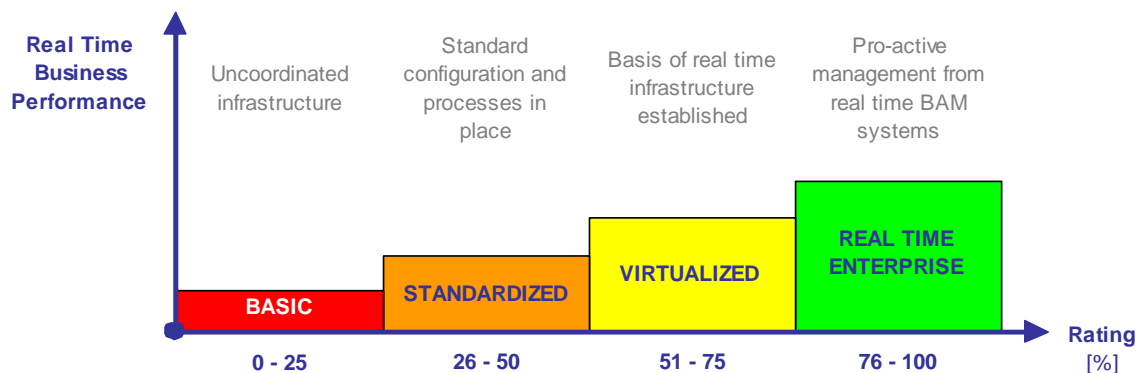 Real Time
Business
Performance
Uncoordinated
infrastructure
Standard
configuration and
processes in
place
Basis of real time
infrastructure
established
Pro-active
management from
real time BAM
systems
BASIC
STANDARDIZED
VIRTUALIZED
REAL TIME
ENTERPRISE
0 - 25
26 - 50
51 - 75
76 - 100
Rating
[%]